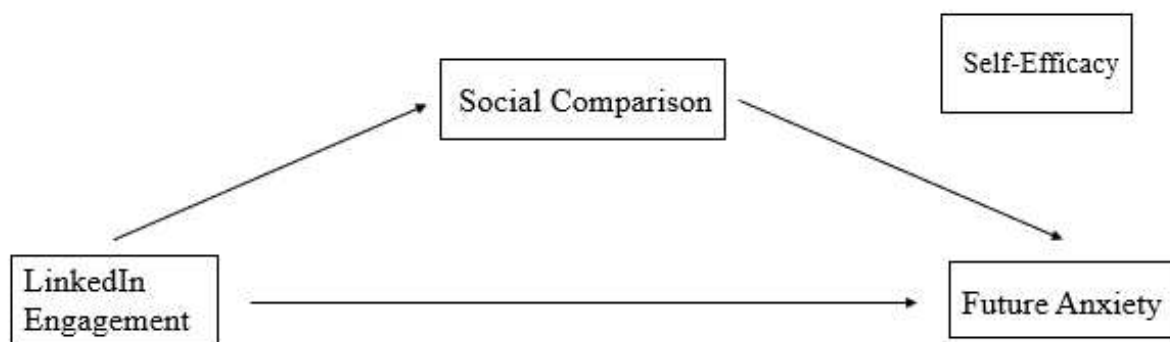 Self-Efficacy
Social Comparison
LinkedIn
Engagement
Future Anxiety